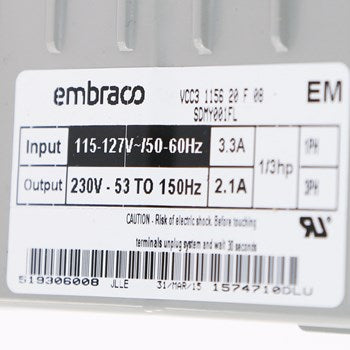 embraco VCC3 1156 20 F 08 EM
SDMY001FL
Input 115-127V~/50-60Hz 3.3A 1/3hp 1PH
Output 230V - 53 TO 150Hz 2.1A 3PH
CAUTION - Risk of electric shock. Before touching
terminals unplug system and wait 30 seconds
519306008 JLLE 31/MAR/15 1574710DLU